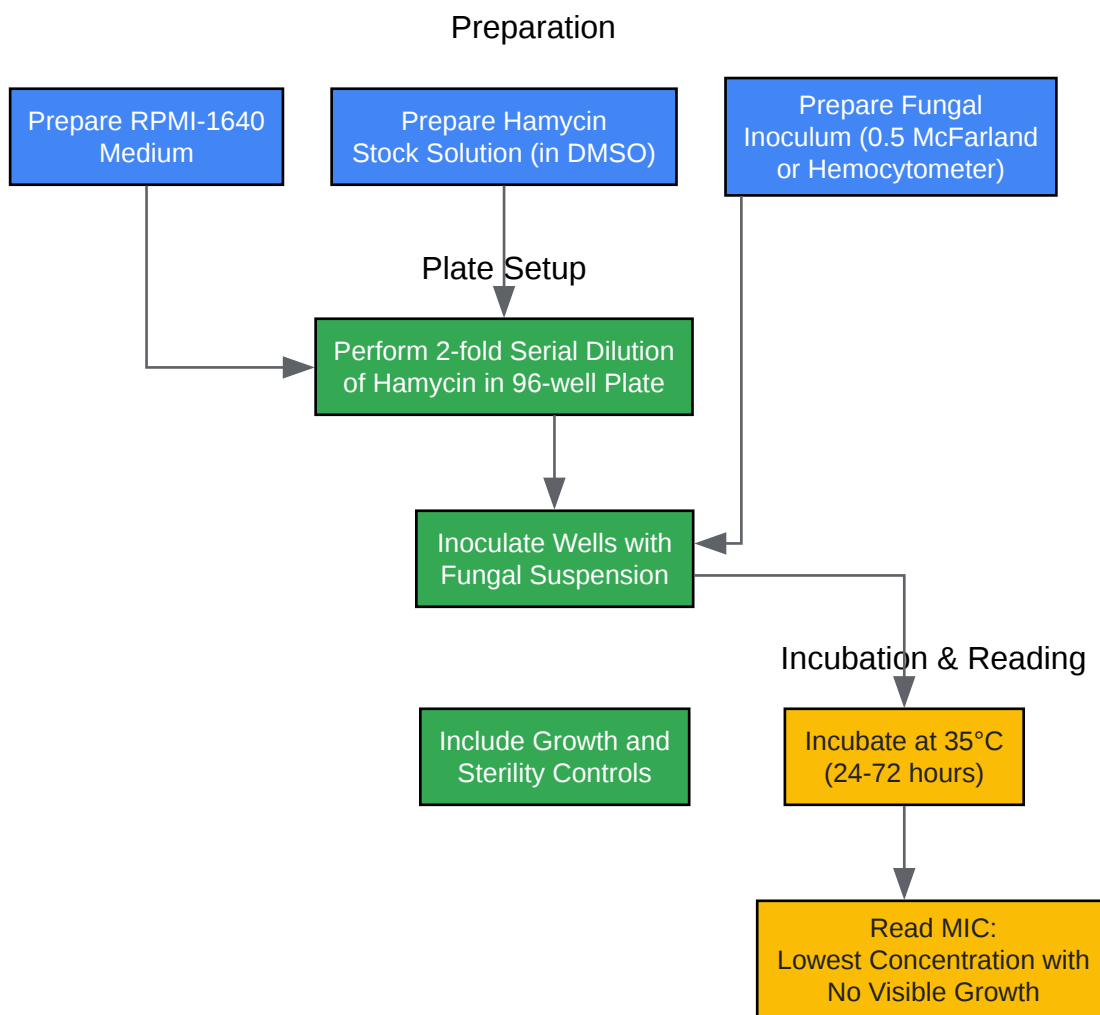 Preparation
Prepare RPMI-1640
Medium
Prepare Hamycin
Stock Solution (in DMSO)
Prepare Fungal
Inoculum (0.5 McFarland
or Hemocytometer)
Plate Setup
Perform 2-fold Serial Dilution
of Hamycin in 96-well Plate
Inoculate Wells with
Fungal Suspension
Include Growth and
Sterility Controls
Incubation & Reading
Incubate at 35°C
(24-72 hours)
Read MIC:
Lowest Concentration with
No Visible Growth